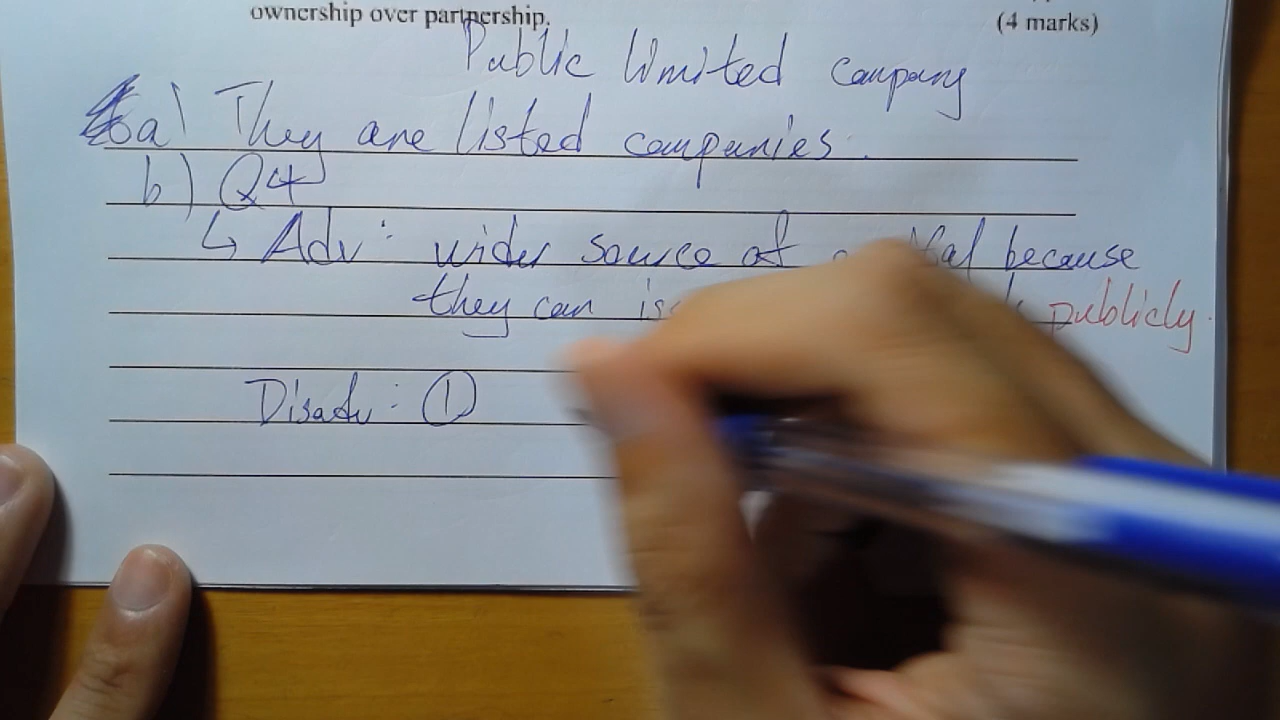 ownership over partnership.
(4 marks)
Public limited company
a) They are listed companies.
b) Q4
↳ Adv: wider source of because
they can publicly.
Disadv: ①